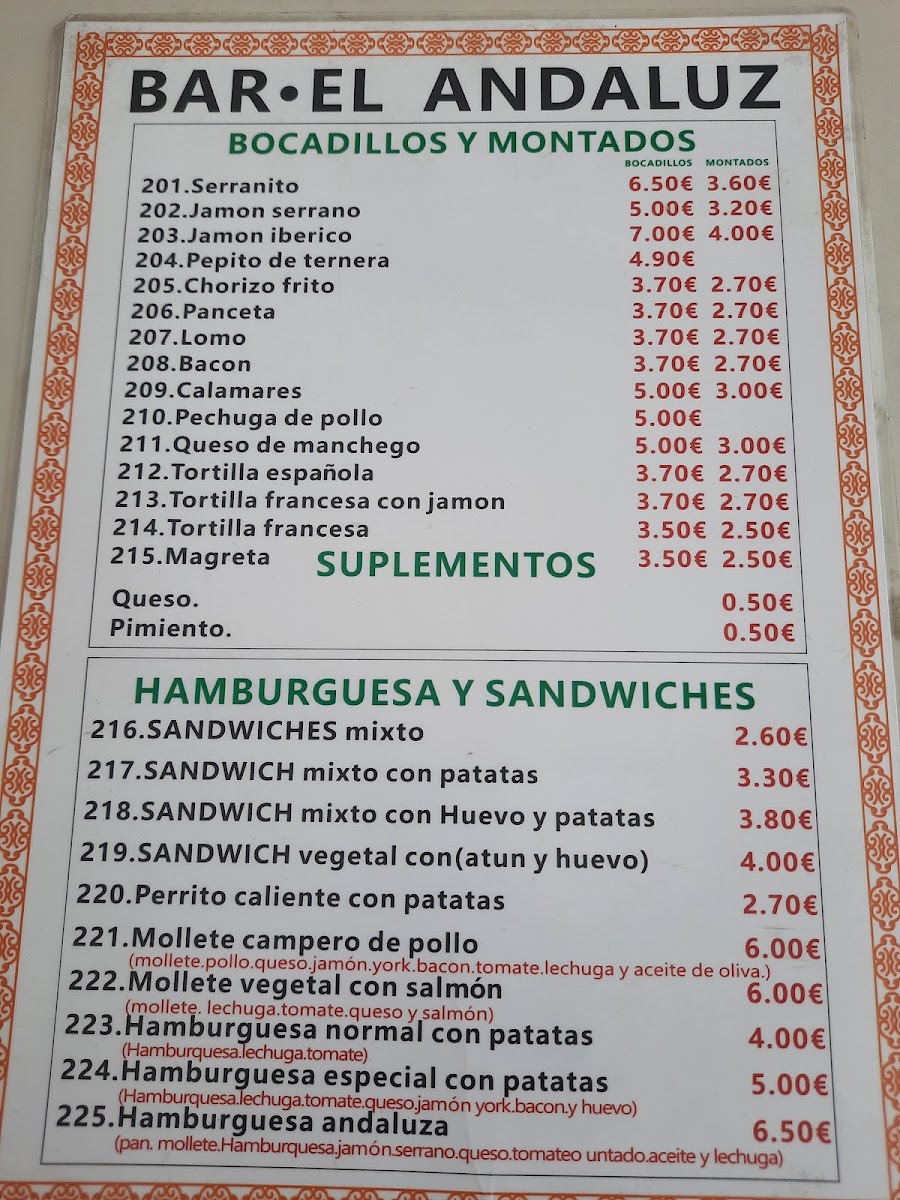 BAR•EL ANDALUZ
BOCADILLOS Y MONTADOS
BOCADILLOS MONTADOS
201.Serranito 6.50€ 3.60€
202.Jamon serrano 5.00€ 3.20€
203.Jamon iberico 7.00€ 4.00€
204.Pepito de ternera 4.90€
205.Chorizo frito 3.70€ 2.70€
206.Panceta 3.70€ 2.70€
207.Lomo 3.70€ 2.70€
208.Bacon 3.70€ 2.70€
209.Calamares 5.00€ 3.00€
210.Pechuga de pollo 5.00€
211.Queso de manchego 5.00€ 3.00€
212.Tortilla española 3.70€ 2.70€
213.Tortilla francesa con jamon 3.70€ 2.70€
214.Tortilla francesa 3.50€ 2.50€
215.Magreta 3.50€ 2.50€
SUPLEMENTOS
Queso. 0.50€
Pimiento. 0.50€
HAMBURGUESA Y SANDWICHES
216.SANDWICHES mixto 2.60€
217.SANDWICH mixto con patatas 3.30€
218.SANDWICH mixto con Huevo y patatas 3.80€
219.SANDWICH vegetal con(atun y huevo) 4.00€
220.Perrito caliente con patatas 2.70€
221.Mollete campero de pollo 6.00€
(mollete.pollo.queso.jamón.york.bacon.tomate.lechuga y aceite de oliva.)
222.Mollete vegetal con salmón 6.00€
(mollete. lechuga.tomate.queso y salmón)
223.Hamburguesa normal con patatas 4.00€
(Hamburquesa.lechuga.tomate)
224.Hamburguesa especial con patatas 5.00€
(Hamburquesa.lechuga.tomate.queso.jamón york.bacon.y huevo)
225.Hamburguesa andaluza 6.50€
(pan. mollete.Hamburquesa.jamón.serrano.queso.tomateo untado.aceite y lechuga)